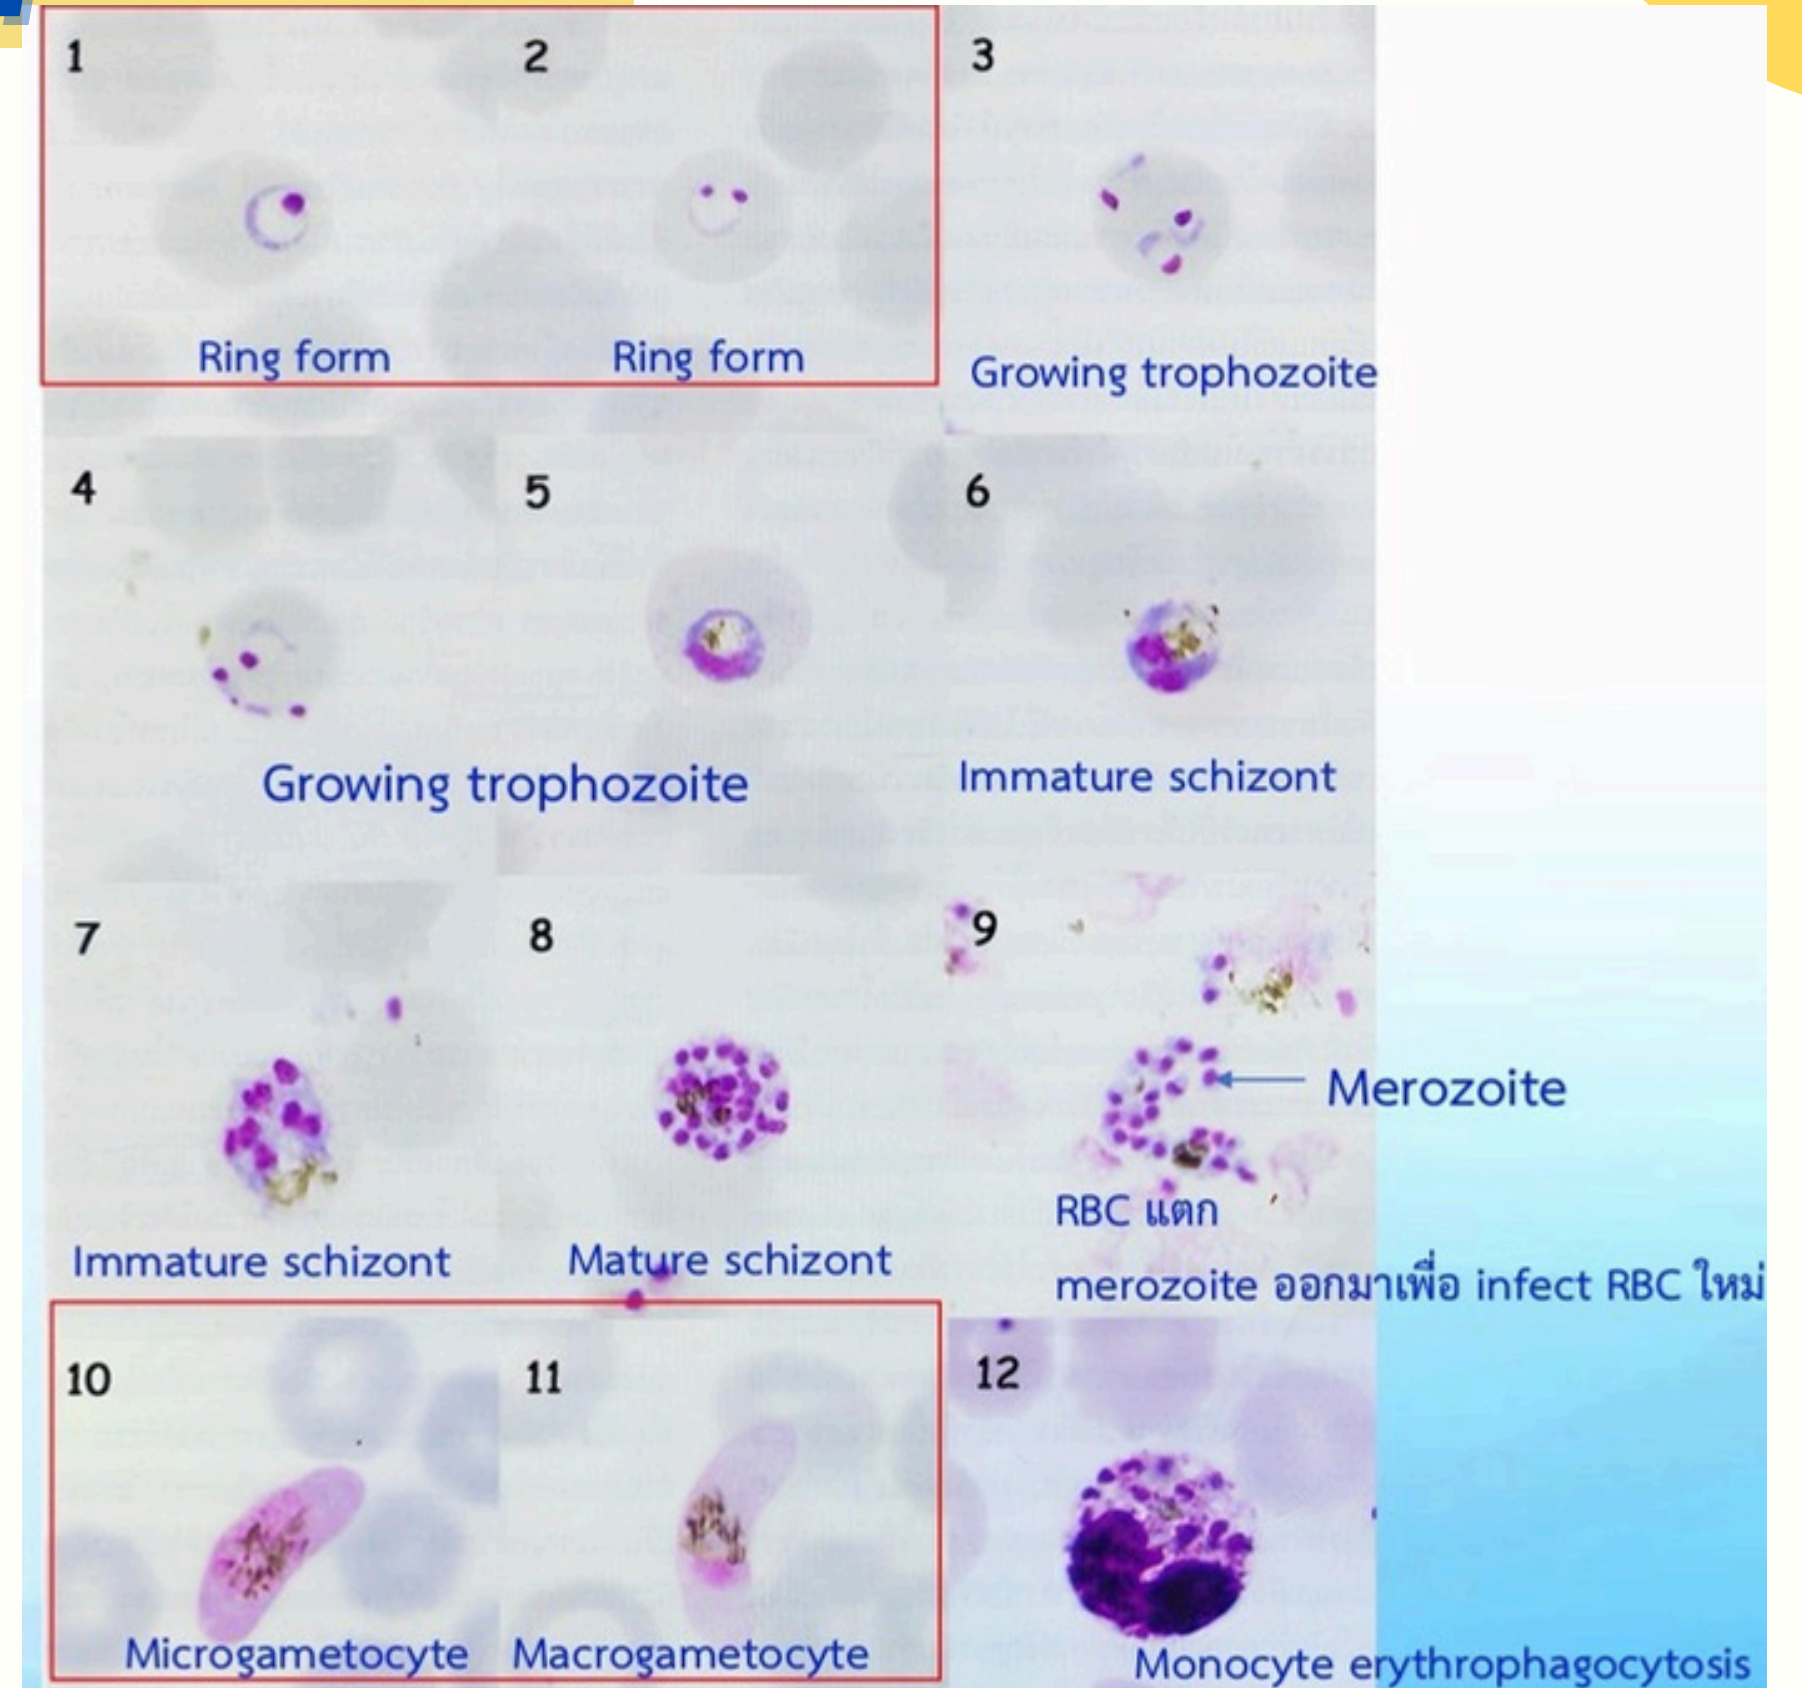 1
2
3
Ring form
Ring form
Growing trophozoite
4
5
6
Growing trophozoite
Immature schizont
7
8
9
Merozoite
RBC แตก
merozoite ออกมาเพื่อ infect RBC ใหม่
Immature schizont
Mature schizont
10
11
12
Microgametocyte
Macrogametocyte
Monocyte erythrophagocytosis